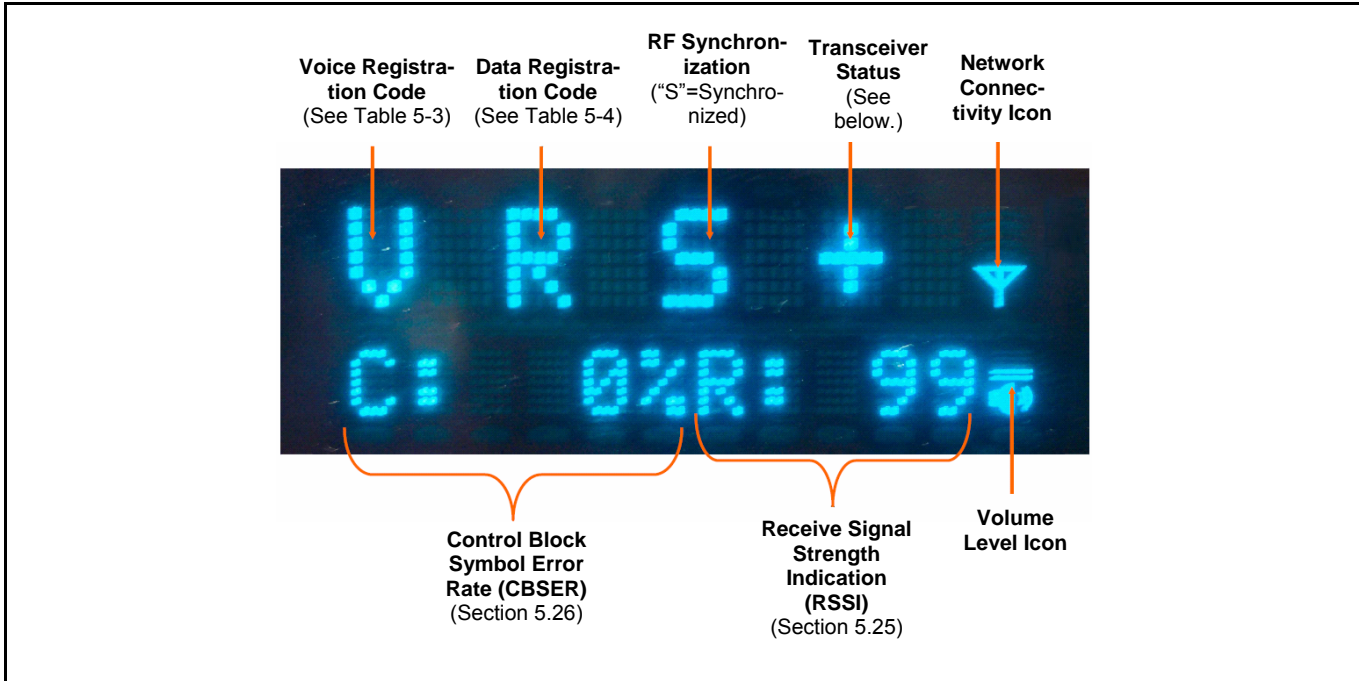 Voice Registra-
tion Code
(See Table 5-3)
Data Registra-
tion Code
(See Table 5-4)
RF Synchron-
ization
("S"=Synchro-
nized)
Transceiver
Status
(See
below.)
Network
Connec-
tivity Icon
V R S +
C: 0%R: 99
Control Block
Symbol Error
Rate (CBSER)
(Section 5.26)
Receive Signal
Strength
Indication
(RSSI)
(Section 5.25)
Volume
Level Icon